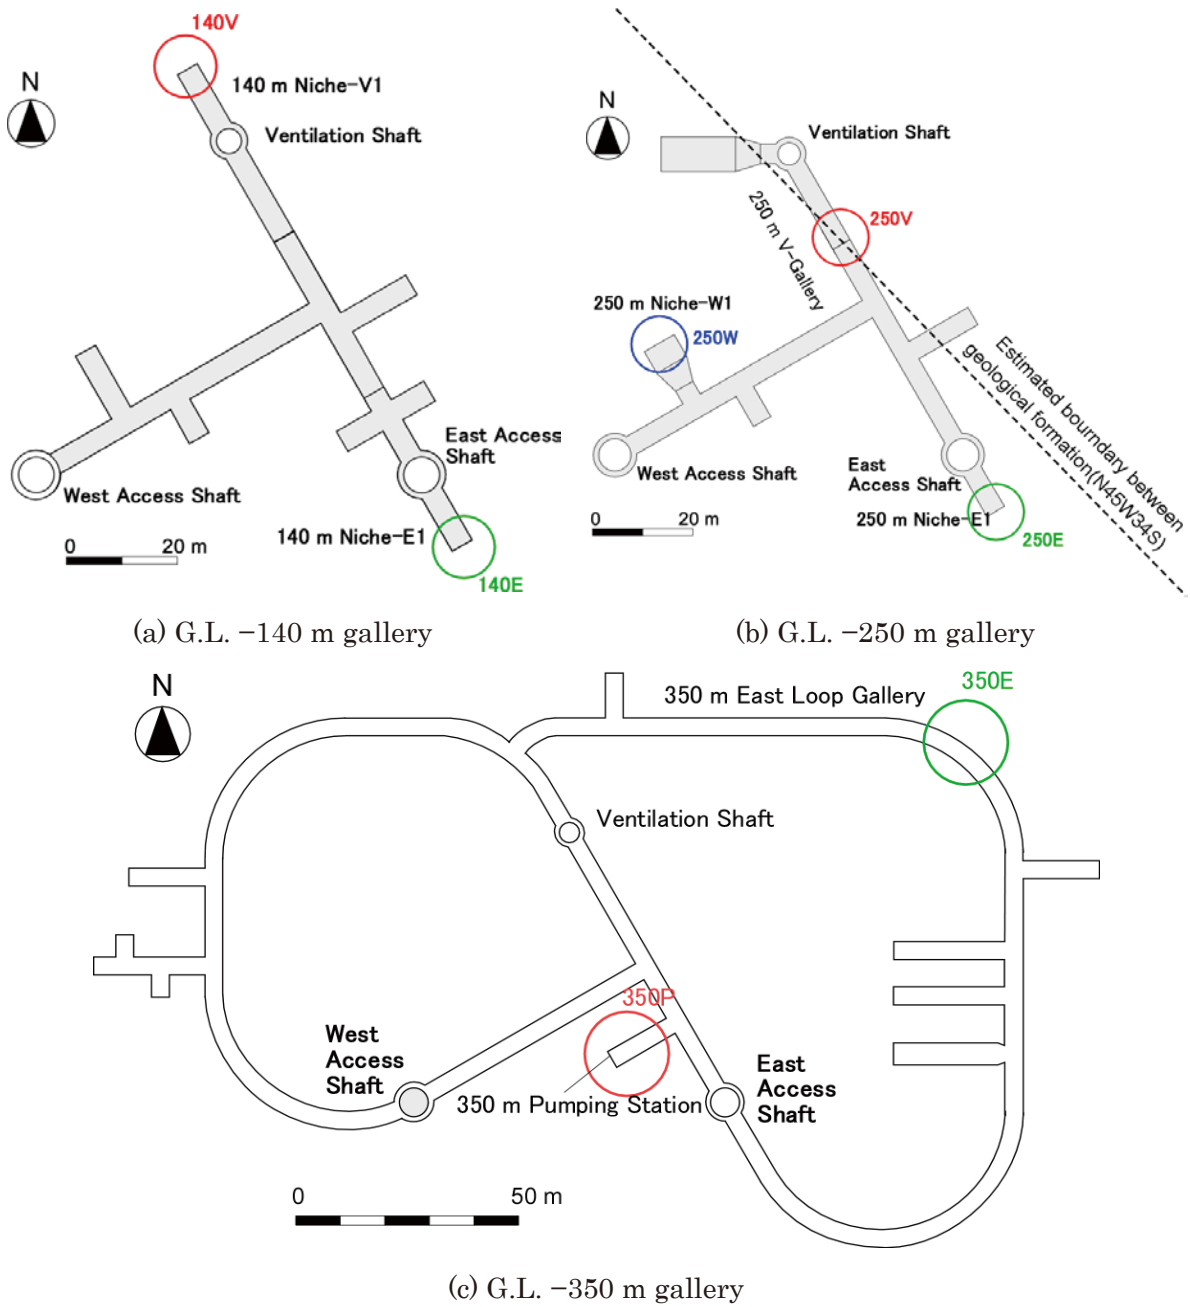 140V
N
140 m Niche-V1
Ventilation Shaft
East Access
Shaft
West Access Shaft
140 m Niche-E1
0 20 m
140E
(a) G.L. −140 m gallery
N
Ventilation Shaft
250V
250 m V-Gallery
250 m Niche-W1
250W
Estimated bourndary between
geological formation(N45W34S)
West Access Shaft
East
Access Shaft
250 m Niche-E1
0 20 m
250E
(b) G.L. −250 m gallery
N
350 m East Loop Gallery
350E
Ventilation Shaft
350P
West
Access
Shaft
350 m Pumping Station
East
Access
Shaft
0 50 m
(c) G.L. −350 m gallery